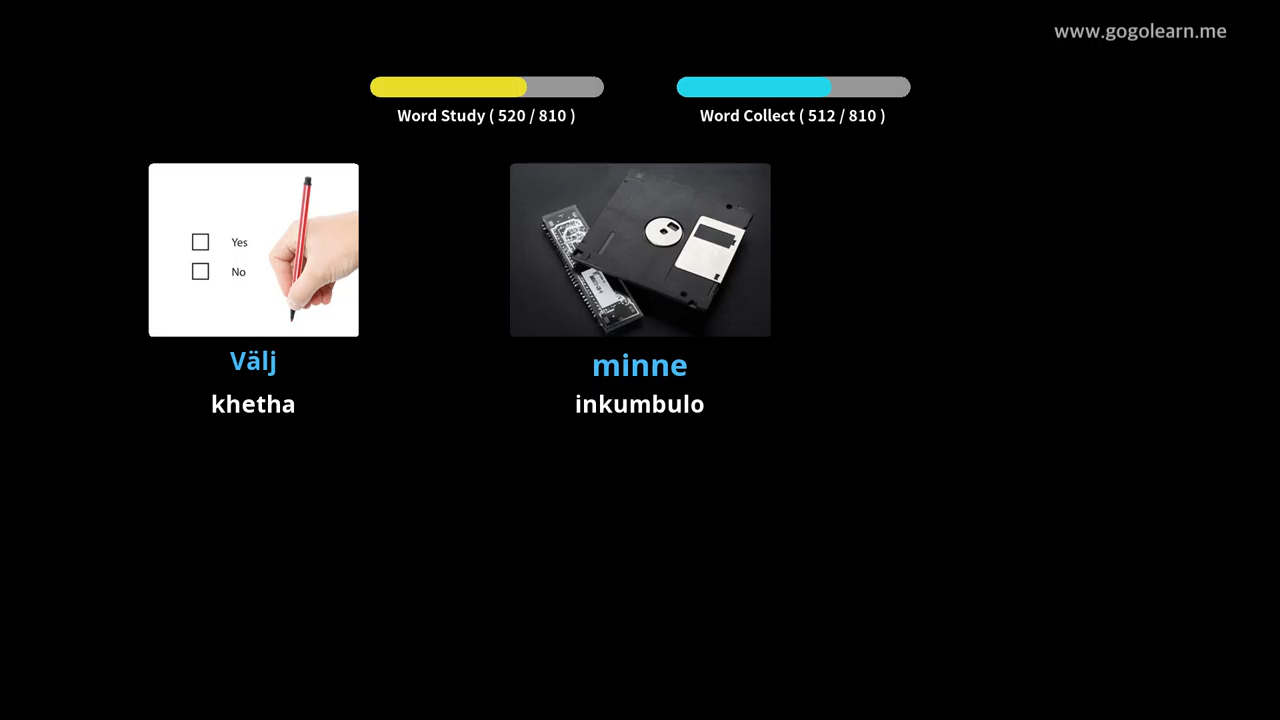 www.gogolearn.me
Word Study ( 520 / 810 )
Word Collect ( 512 / 810 )
Yes
No
Välj
khetha
minne
inkumbulo